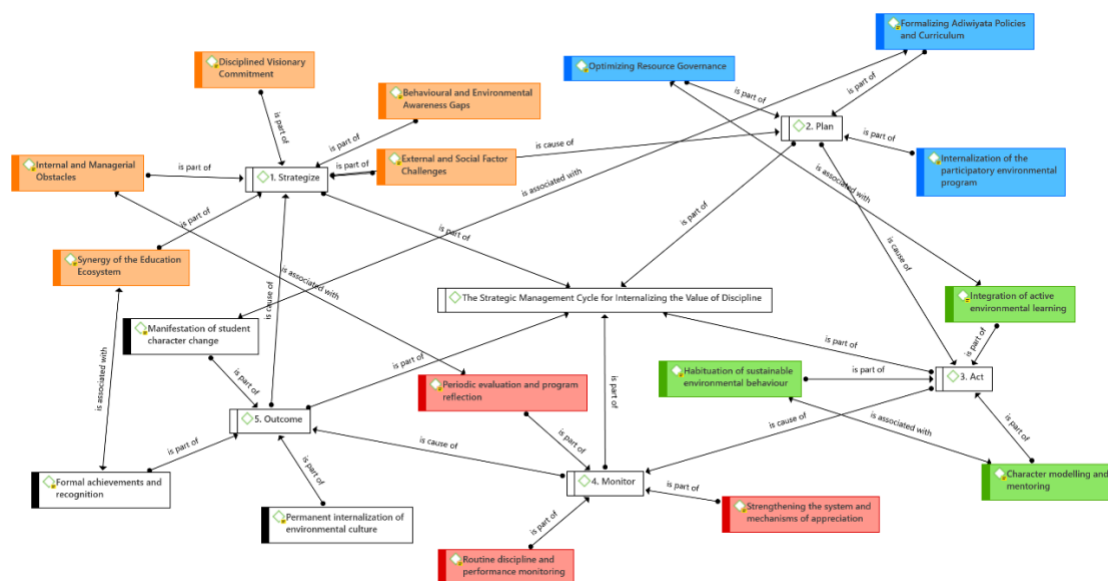 Formalizing Adiwiyata Policies
and Curriculum
Disciplined Visionary
Commitment
Optimizing Resource Governance
Behavioural and Environmental
Awareness Gaps
is part of
is part of
is part of
is part of
2. Plan
is part of
Internal and Managerial
Obstacles
is part of
1. Strategize
is part of
External and Social Factor
Challenges
is cause of
Internalization of the
participatory environmental
program
is associated with
is associated with
is part of
is part of
is part of
is cause of
Synergy of the Education
Ecosystem
is associated with
is cause of
The Strategic Management Cycle for Internalizing the Value of Discipline
Integration of active
environmental learning
Manifestation of student
character change
is part of
is part of
is part of
is associated with
is part of
is part of
Periodic evaluation and program
reflection
Habituation of sustainable
environmental behaviour
is part of
3. Act
5. Outcome
is part of
is part of
is cause of
is cause of
is associated with
is part of
Formal achievements and
recognition
is part of
is part of
4. Monitor
is part of
Character modelling and
mentoring
Permanent internalization of
environmental culture
Strengthening the system and
mechanisms of appreciation
is part of
Routine discipline and
performance monitoring